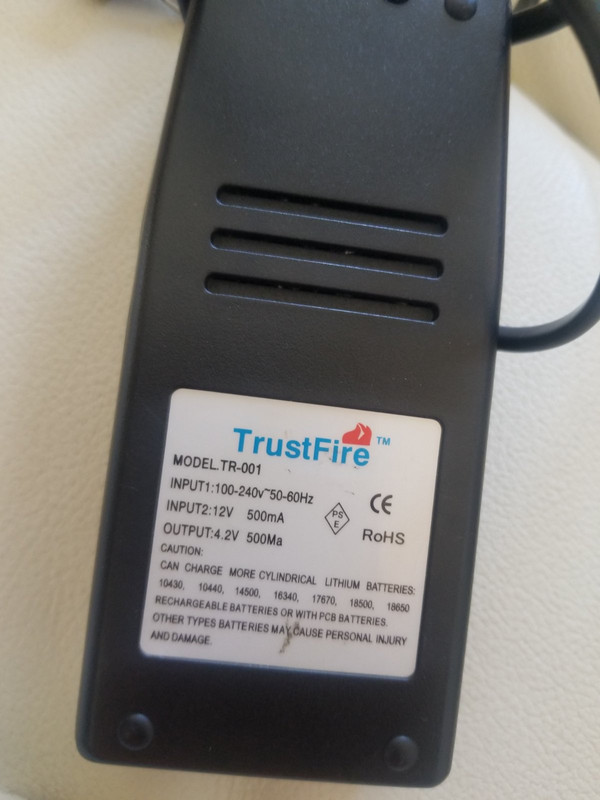 TrustFire™
MODEL.TR-001
INPUT1:100-240v~50-60Hz
INPUT2:12V 500mA
OUTPUT:4.2V 500Ma
PS
E
CE
RoHS
CAUTION:
CAN CHARGE MORE CYLINDRICAL LITHIUM BATTERIES:
10430, 10440, 14500, 16340, 17670, 18500, 18650
RECHARGEABLE BATTERIES OR WITH PCB BATTERIES.
OTHER TYPES BATTERIES MAY CAUSE PERSONAL INJURY
AND DAMAGE.